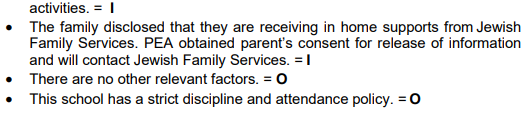 activities. = I
• The family disclosed that they are receiving in home supports from Jewish
Family Services. PEA obtained parent's consent for release of information
and will contact Jewish Family Services. = I
• There are no other relevant factors. = O
• This school has a strict discipline and attendance policy. = O